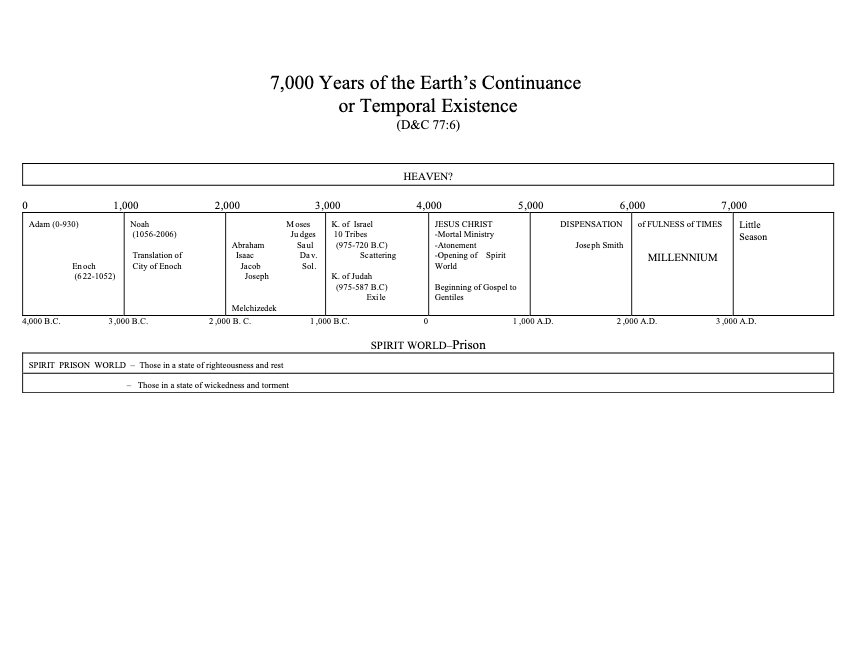 7,000 Years of the Earth's Continuance
or Temporal Existence
(D&C 77:6)
HEAVEN?
0 1,000 2,000 3,000 4,000 5,000 6,000 7,000
Adam (0-930)
Enoch
(622-1052)
Noah
(1056-2006)
Translation of
City of Enoch
Moses
Judges
Abraham Saul
Isaac Dav.
Jacob Sol.
Joseph
Melchizedek
K. of Israel
10 Tribes
(975-720 B.C)
Scattering
K. of Judah
(975-587 B.C)
Exile
JESUS CHRIST
-Mortal Ministry
-Atonement
-Opening of Spirit
World
Beginning of Gospel to
Gentiles
DISPENSATION of FULNESS of TIMES
Joseph Smith
MILLENNIUM
Little
Season
4,000 B.C. 3,000 B.C. 2,000 B. C. 1,000 B.C. 0 1,000 A.D. 2,000 A.D. 3,000 A.D.
SPIRIT WORLD–Prison
SPIRIT PRISON WORLD – Those in a state of righteousness and rest
– Those in a state of wickedness and torment